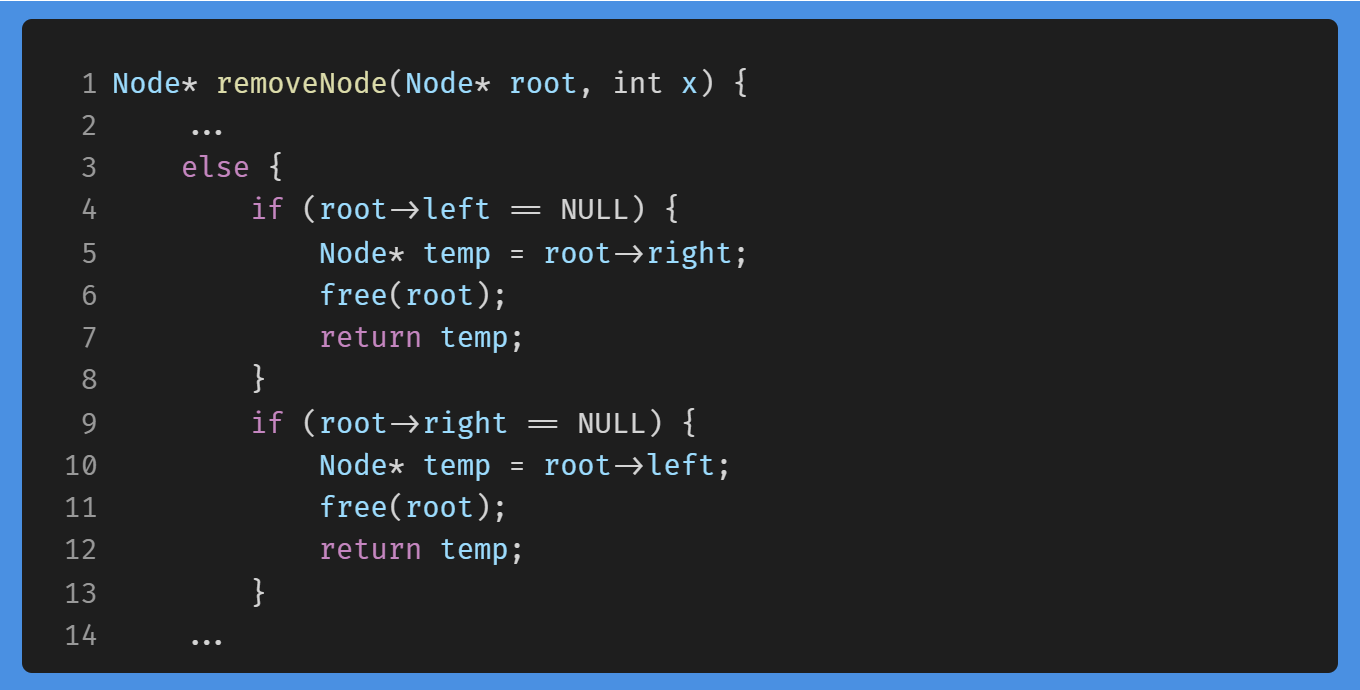 1 Node* removeNode(Node* root, int x) {
2 ...
3 else {
4 if (root->left == NULL) {
5 Node* temp = root->right;
6 free(root);
7 return temp;
8 }
9 if (root->right == NULL) {
10 Node* temp = root->left;
11 free(root);
12 return temp;
13 }
14 ...